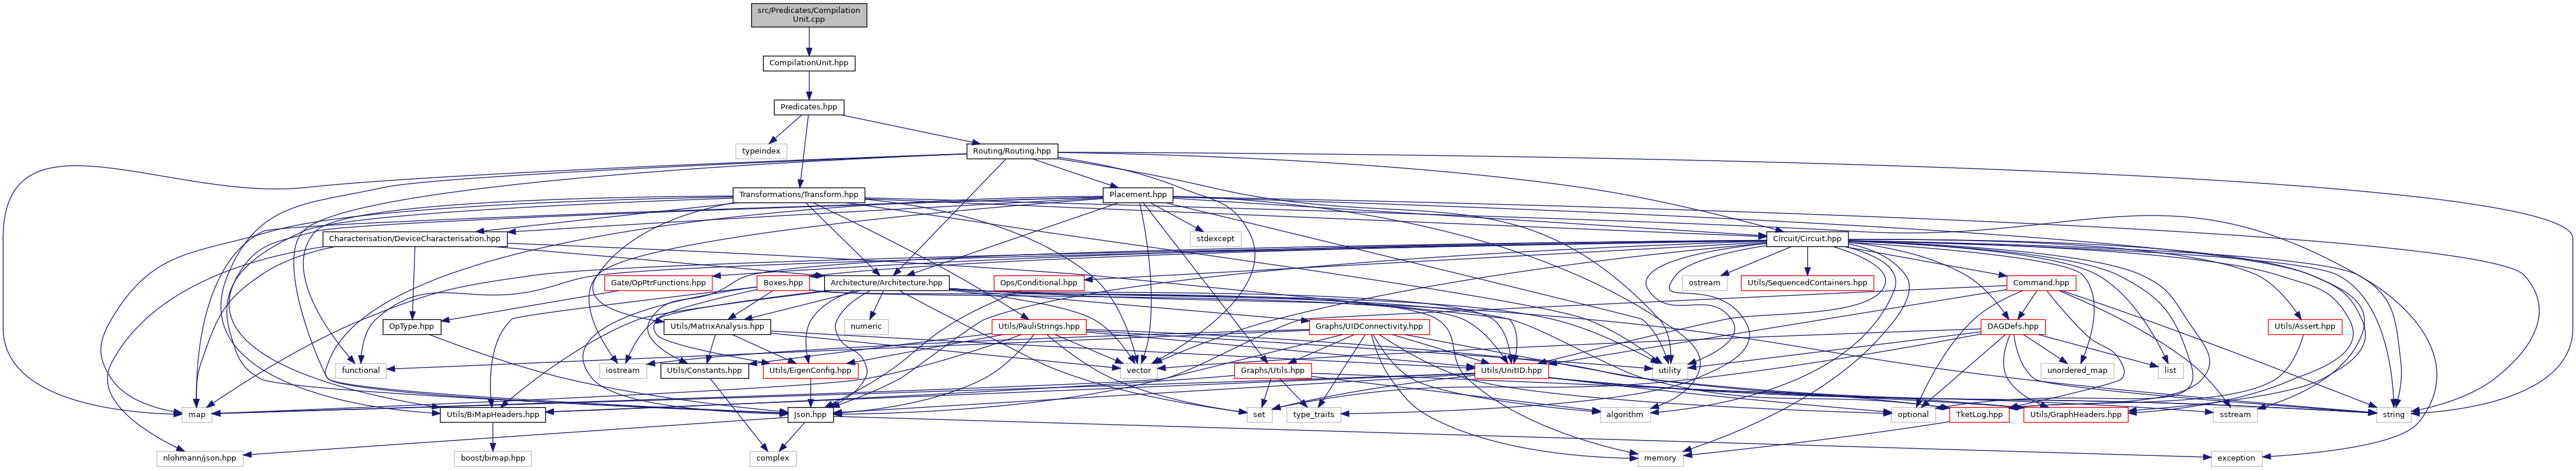 src/Predicates/Compilation
Unit.cpp
CompilationUnit.hpp
Predicates.hpp
typeindex
Routing/Routing.hpp
Transformations/Transform.hpp
Placement.hpp
Characterisation/DeviceCharacterisation.hpp
stdexcept
Circuit/Circuit.hpp
Gate/OpPtrFunctions.hpp
Boxes.hpp
Architecture/Architecture.hpp
Ops/Conditional.hpp
ostream
Utils/SequencedContainers.hpp
Command.hpp
OpType.hpp
Utils/MatrixAnalysis.hpp
numeric
Utils/PauliStrings.hpp
Graphs/UIDConnectivity.hpp
DAGDefs.hpp
Utils/Assert.hpp
functional
iostream
Utils/Constants.hpp
Utils/EigenConfig.hpp
vector
Graphs/Utils.hpp
Utils/UnitID.hpp
utility
unordered_map
list
map
Utils/BiMapHeaders.hpp
Json.hpp
set
type_traits
algorithm
optional
TketLog.hpp
Utils/GraphHeaders.hpp
sstream
string
nlohmann/json.hpp
boost/bimap.hpp
complex
memory
exception